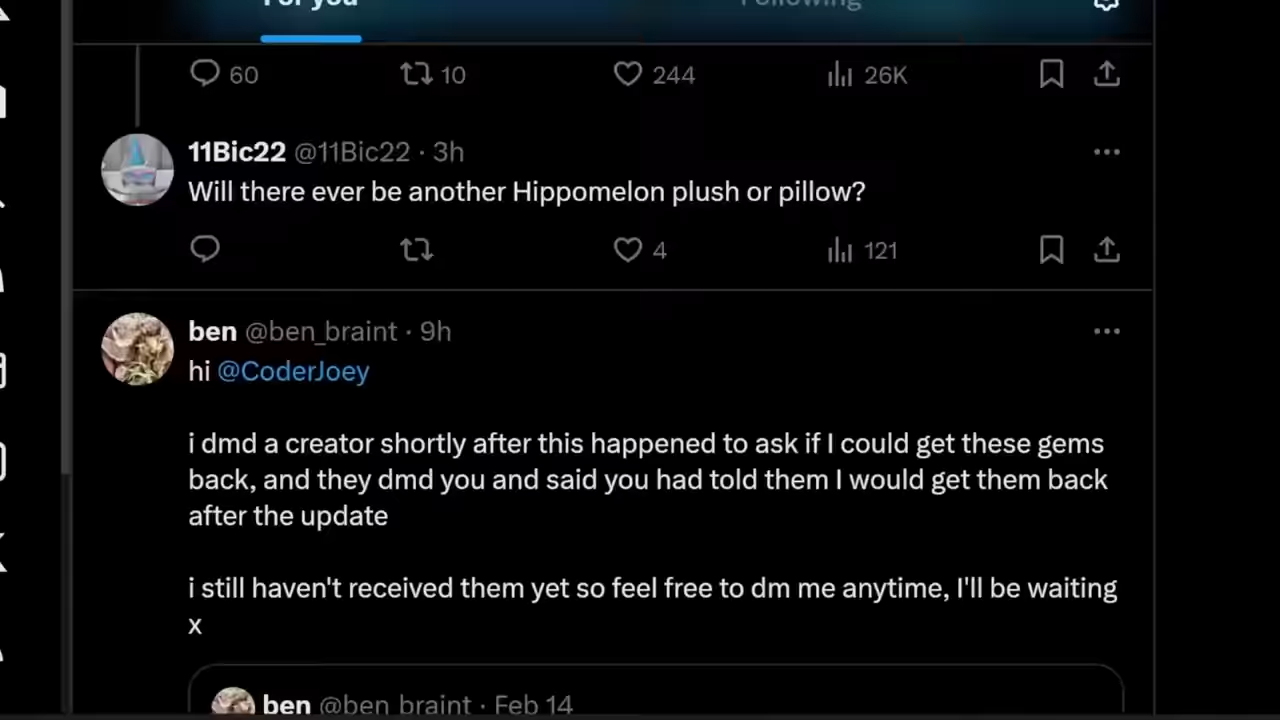 For you Following
60 10 244 26K
11Bic22 @11Bic22 · 3h
Will there ever be another Hippomelon plush or pillow?
4 121
ben @ben_braint · 9h
hi @CoderJoey
i dmd a creator shortly after this happened to ask if I could get these gems
back, and they dmd you and said you had told them I would get them back
after the update
i still haven't received them yet so feel free to dm me anytime, I'll be waiting
x
ben @ben_braint · Feb 14